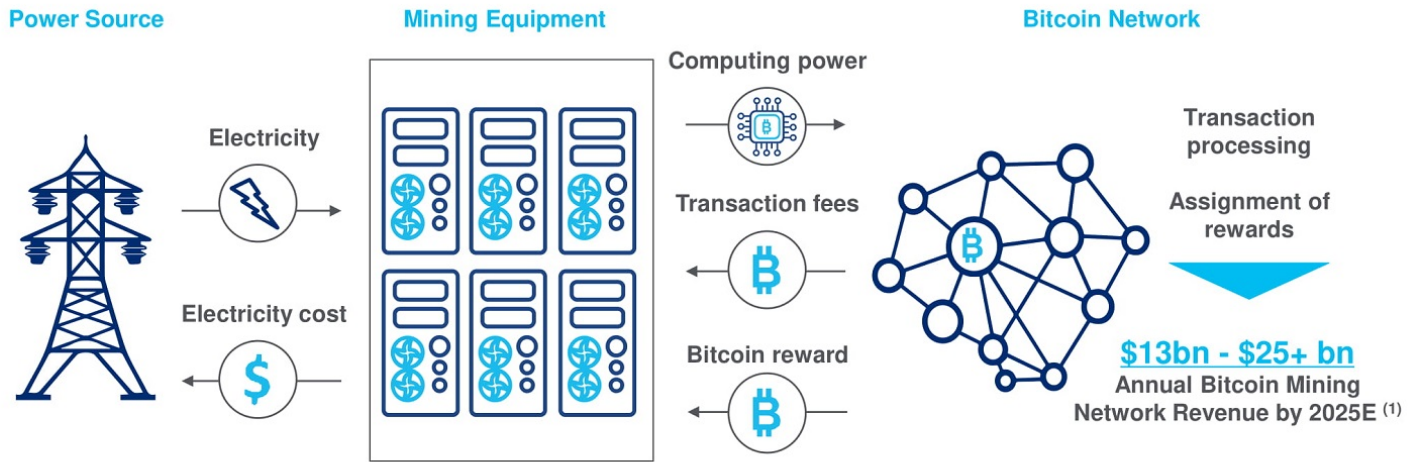 Power Source
Mining Equipment
Bitcoin Network
Electricity
Electricity cost
Computing power
Transaction fees
Bitcoin reward
Transaction
processing
Assignment of
rewards
$13bn - $25+ bn
Annual Bitcoin Mining
Network Revenue by 2025E (1)